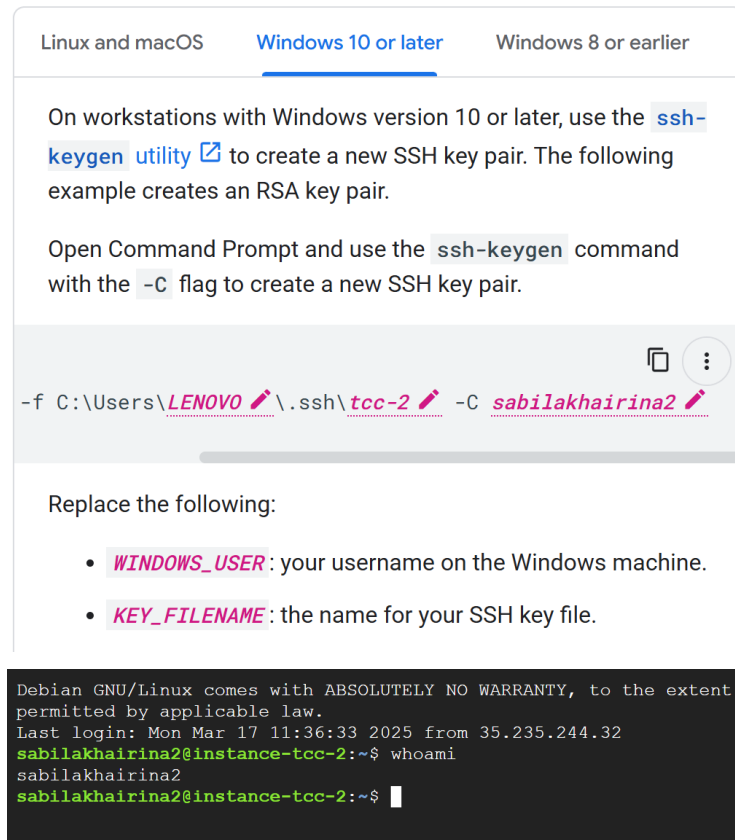 Linux and macOS Windows 10 or later Windows 8 or earlier
On workstations with Windows version 10 or later, use the ssh-
keygen utility to create a new SSH key pair. The following
example creates an RSA key pair.
Open Command Prompt and use the ssh-keygen command
with the -C flag to create a new SSH key pair.
-f C:\Users\LENOVO\.ssh\tcc-2 -C sabilakhairina2
Replace the following:
• WINDOWS_USER: your username on the Windows machine.
• KEY_FILENAME: the name for your SSH key file.
Debian GNU/Linux comes with ABSOLUTELY NO WARRANTY, to the extent
permitted by applicable law.
Last login: Mon Mar 17 11:36:33 2025 from 35.235.244.32
sabilakhairina2@instance-tcc-2:~$ whoami
sabilakhairina2
sabilakhairina2@instance-tcc-2:~$